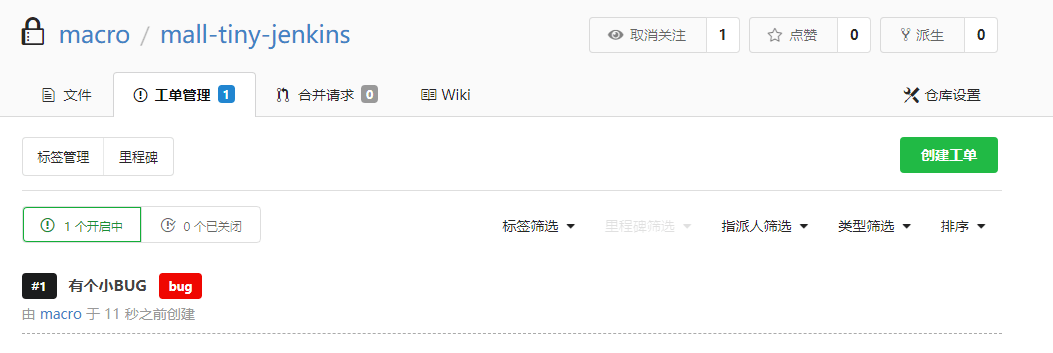 macro / mall-tiny-jenkins 取消关注 1 点赞 0 派生 0
文件 工单管理 1 合并请求 0 Wiki 仓库设置
标签管理 里程碑 创建工单
1 个开启中 0 个已关闭 标签筛选 里程碑筛选 指派人筛选 类型筛选 排序
#1 有个小BUG bug
由 macro 于 11 秒之前创建